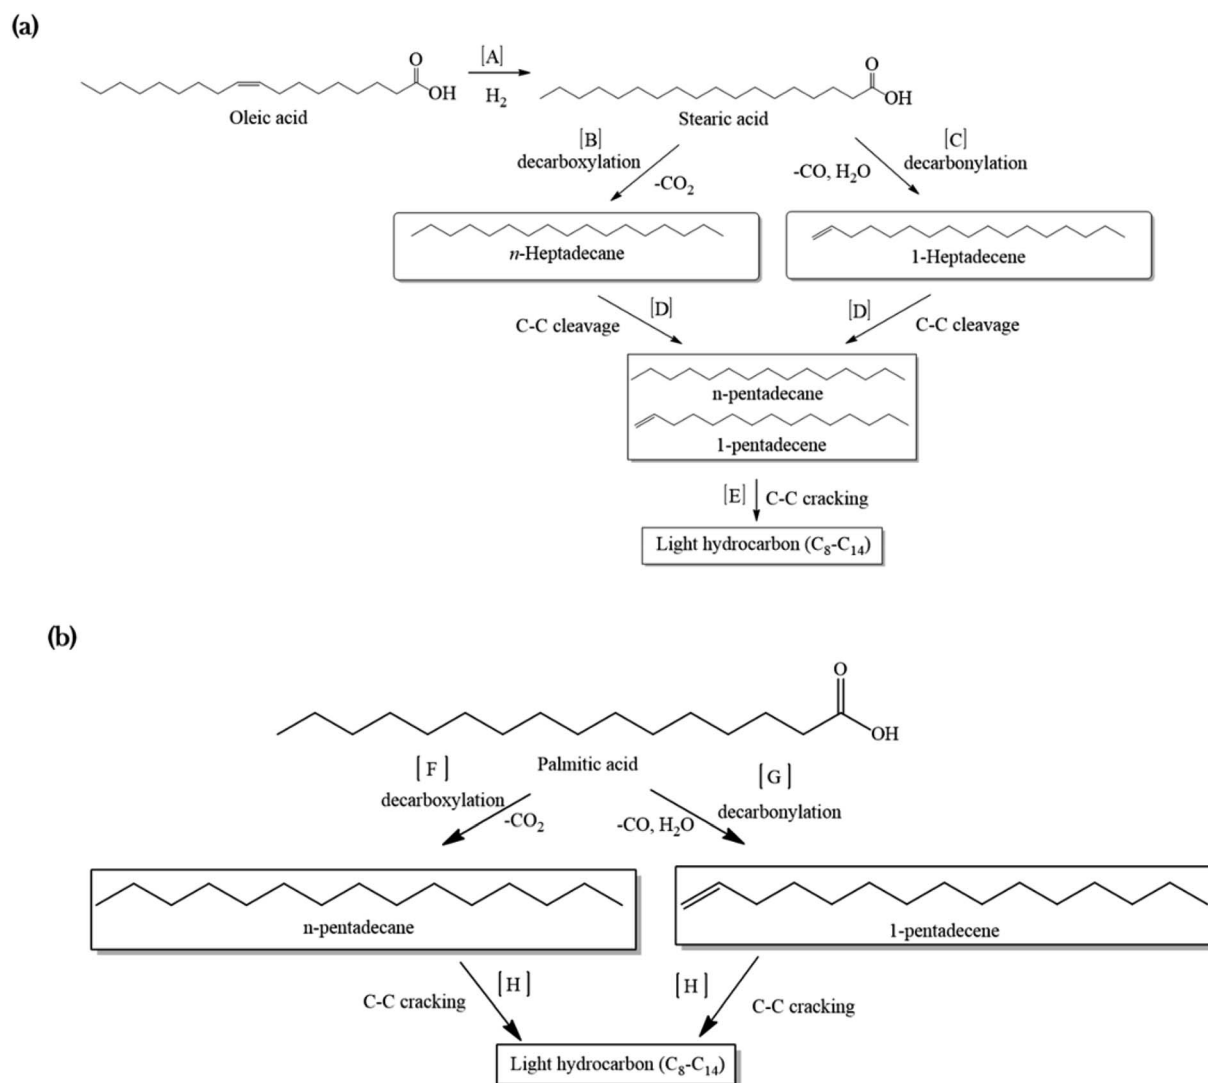 (a)
O
OH
Oleic acid
[A]
H2
O
OH
Stearic acid
[B]
decarboxylation
-CO2
[C]
decarbonylation
-CO, H2O
n-Heptadecane
1-Heptadecene
[D]
C-C cleavage
[D]
C-C cleavage
n-pentadecane
1-pentadecene
[E]
C-C cracking
Light hydrocarbon (C8-C14)
(b)
O
OH
Palmitic acid
[F]
decarboxylation
-CO2
[G]
decarbonylation
-CO, H2O
n-pentadecane
1-pentadecene
[H]
C-C cracking
[H]
C-C cracking
Light hydrocarbon (C8-C14)